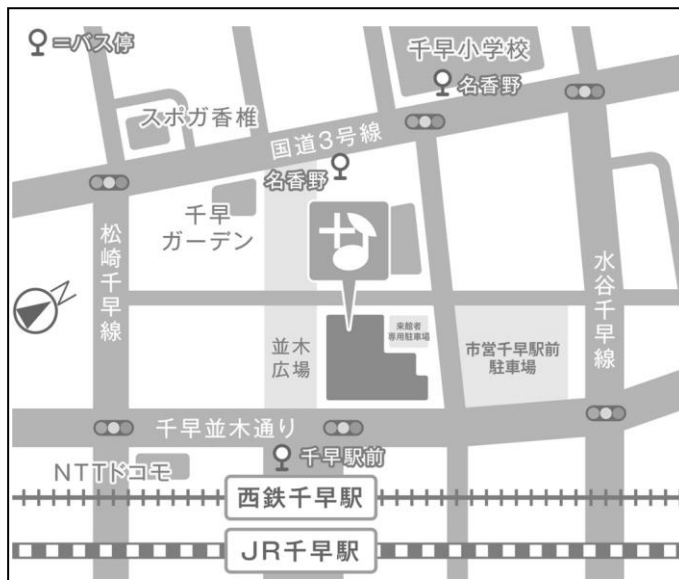 =バス停
千早小学校
名香野
スポガ香椎
国道3号線
名香野
千早
ガーデン
松崎千早線
水谷千早線
N
来館者
専用駐車場
並木
広場
市営千早駅前
駐車場
千早並木通り
千早駅前
NTTドコモ
西鉄千早駅
JR千早駅